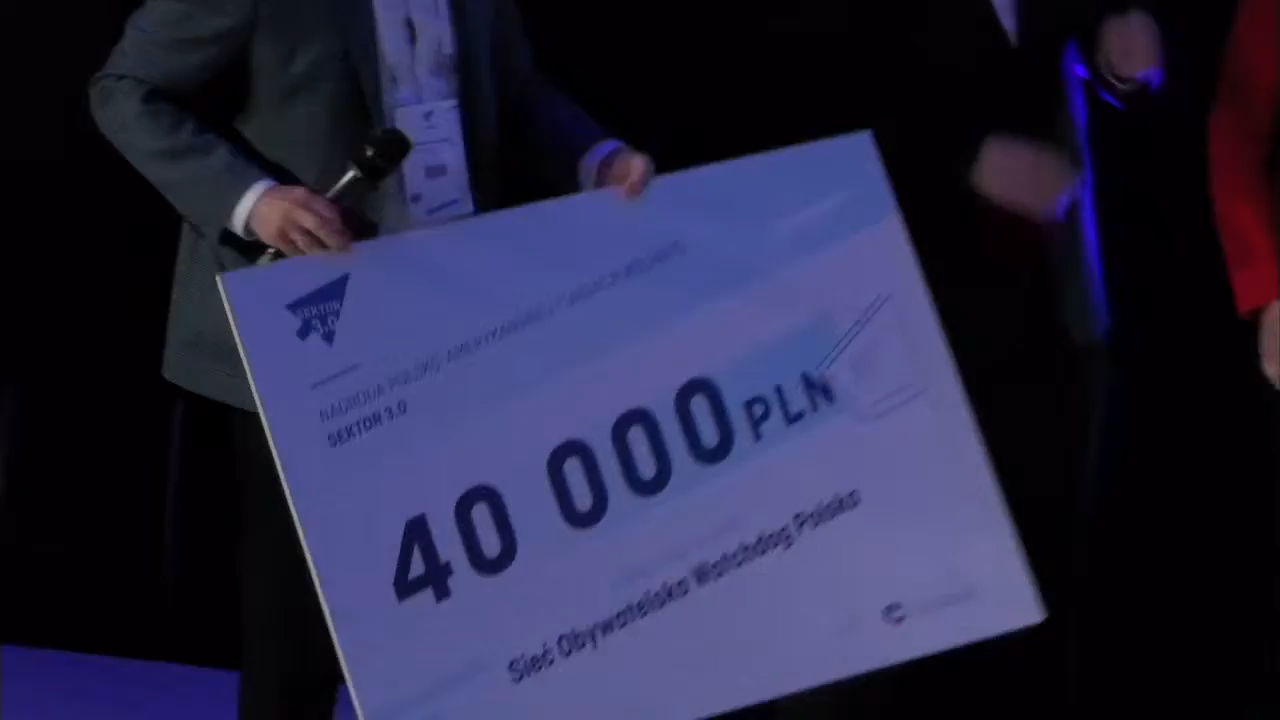 SEKTOR
3.0
NAGRODA POLSKO-AMERYKAŃSKIEJ FUNDACJI WOLNOŚCI
SEKTOR 3.0
40 000 PLN
Sieć Obywatelska Watchdog Polska